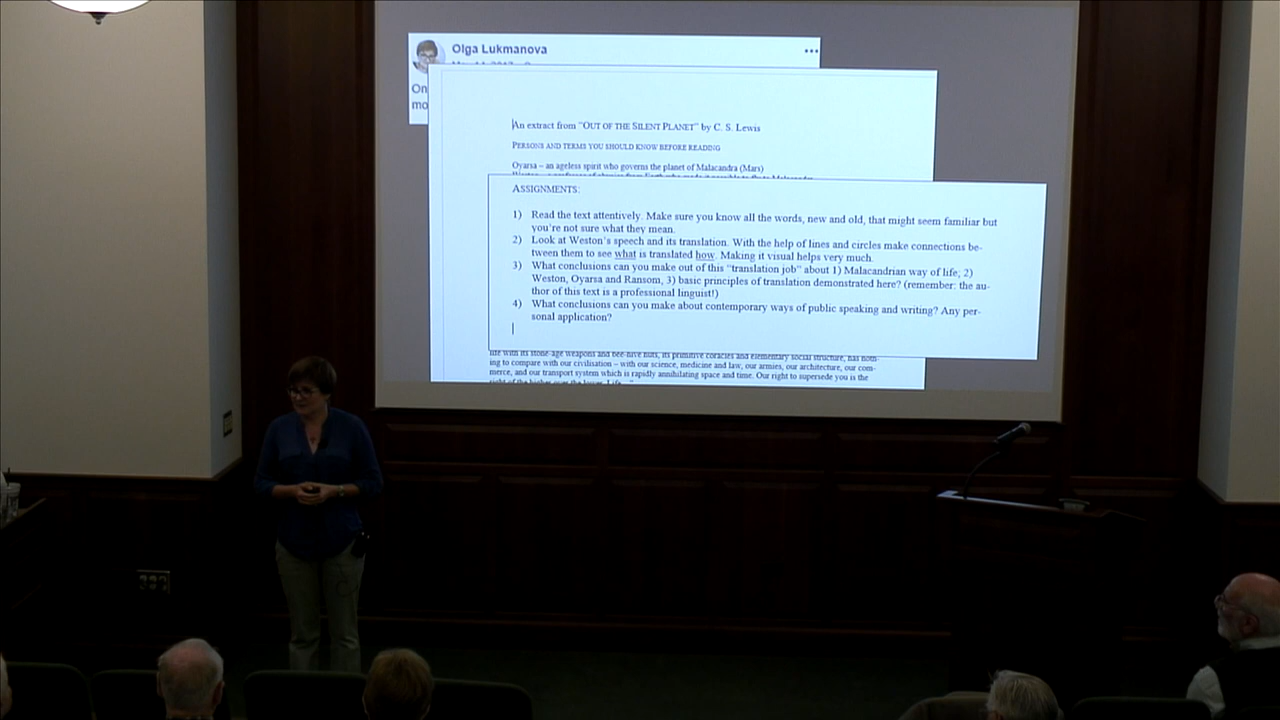 Olga Lukmanova
On
mo
An extract from "OUT OF THE SILENT PLANET" by C. S. Lewis
PERSONS AND TERMS YOU SHOULD KNOW BEFORE READING
Oyarsa – an ageless spirit who governs the planet of Malacandra (Mars)
ASSIGNMENTS:
1) Read the text attentively. Make sure you know all the words, new and old, that might seem familiar but
you're not sure what they mean.
2) Look at Weston's speech and its translation. With the help of lines and circles make connections be-
tween them to see what is translated how. Making it visual helps very much.
3) What conclusions can you make out of this "translation job" about 1) Malacandrian way of life; 2)
Weston, Oyarsa and Ransom, 3) basic principles of translation demonstrated here? (remember: the au-
thor of this text is a professional linguist!)
4) What conclusions can you make about contemporary ways of public speaking and writing? Any per-
sonal application?
life with its stone-age weapons and bee-hive huts, its primitive coracles and elementary social structure, has noth-
ing to compare with our civilisation – with our science, medicine and law, our armies, our architecture, our com-
merce, and our transport system which is rapidly annihilating space and time. Our right to supersede you is the
right of the higher over the lower. Life